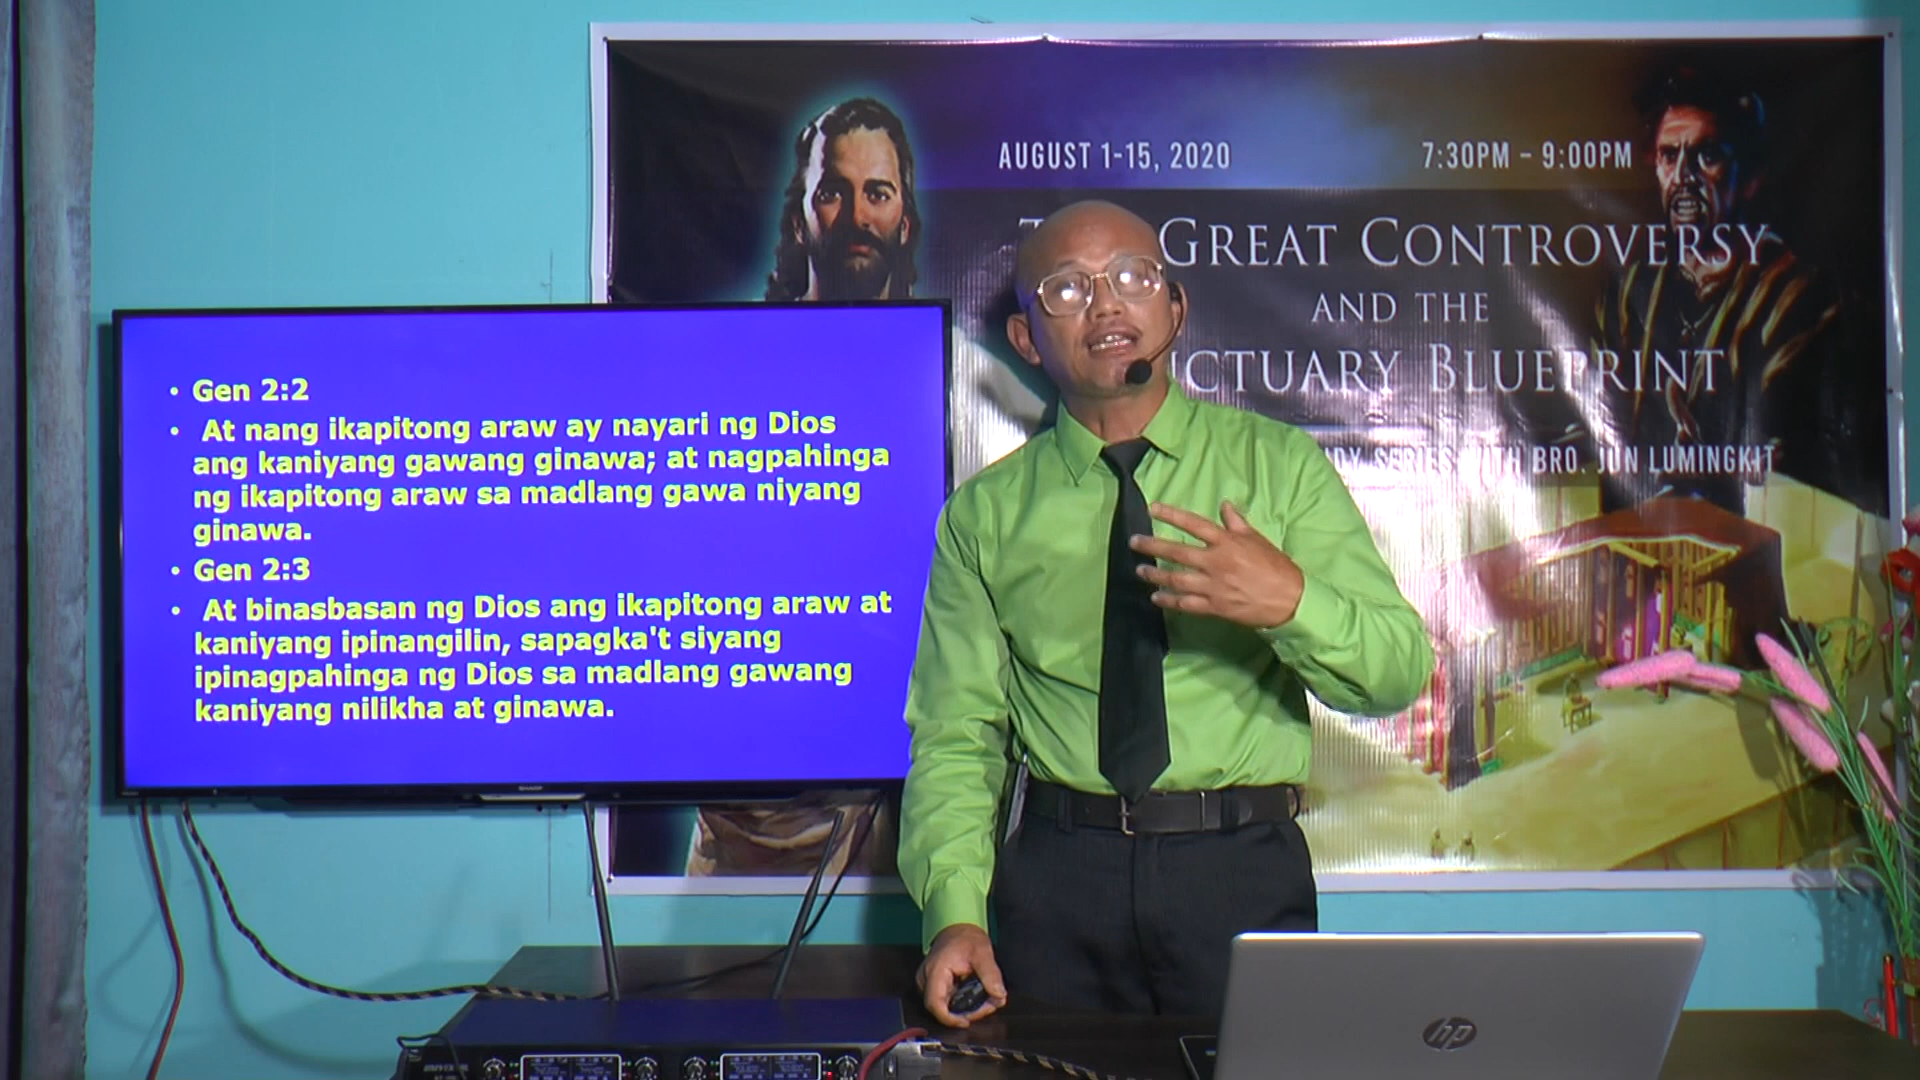 AUGUST 1-15, 2020
7:30PM – 9:00PM
GREAT CONTROVERSY
AND THE
BLUEPRINT
SERIES WITH BRO. JUN LUMINGKIT
• Gen 2:2
• At nang ikapitong araw ay nayari ng Dios
ang kaniyang gawang ginawa; at nagpahinga
ng ikapitong araw sa madlang gawa niyang
ginawa.
• Gen 2:3
• At binasbasan ng Dios ang ikapitong araw at
kaniyang ipinangilin, sapagka't siyang
ipinagpahinga ng Dios sa madlang gawang
kaniyang nilikha at ginawa.
SHARP
hp